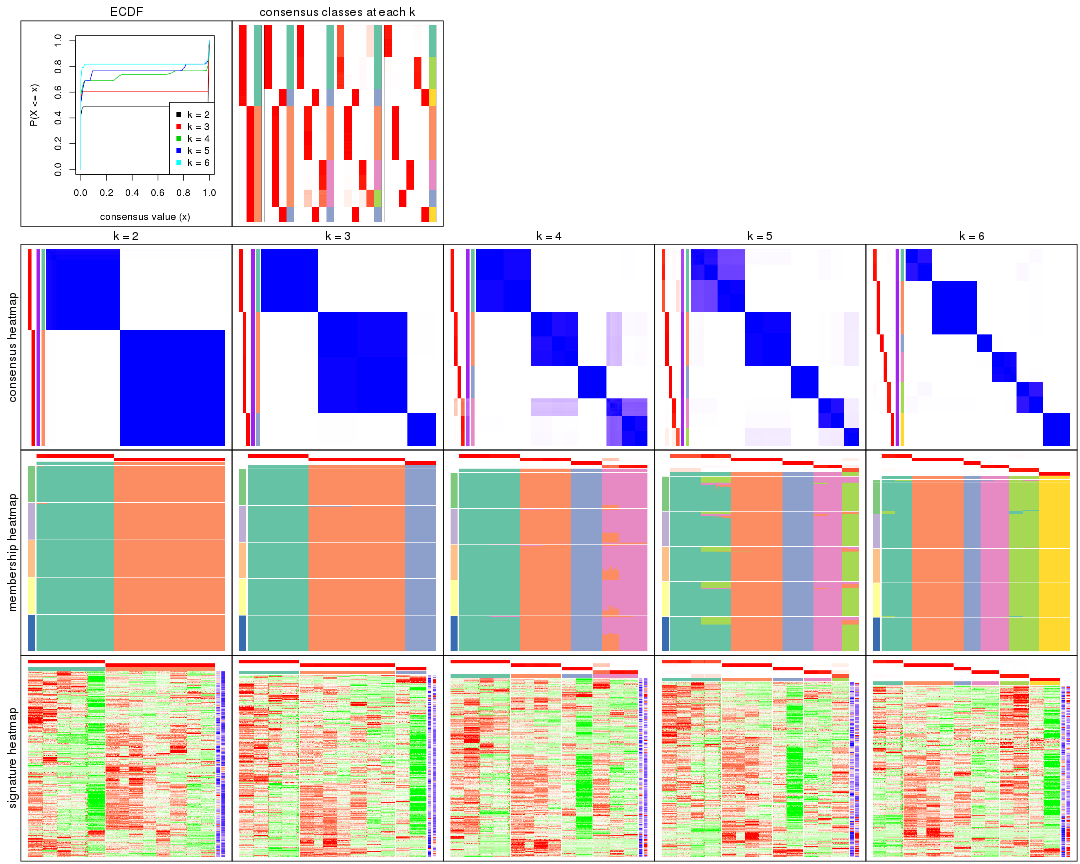 ECDF
consensus classes at each k
P(X <= x)
0.0 0.2 0.4 0.6 0.8 1.0
k = 2
k = 3
k = 4
k = 5
k = 6
0.0 0.2 0.4 0.6 0.8 1.0
consensus value (x)
k = 2
k = 3
k = 4
k = 5
k = 6
consensus heatmap
membership heatmap
signature heatmap